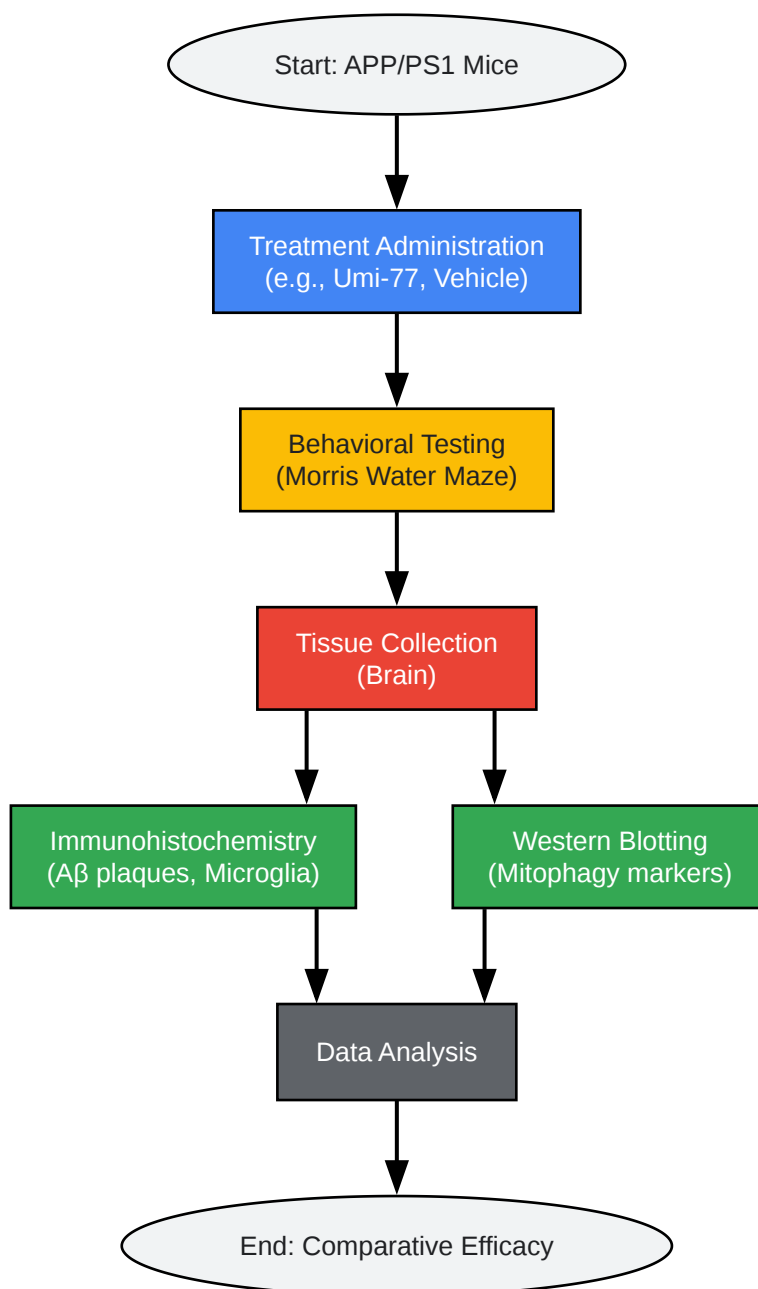 Start: APP/PS1 Mice
Treatment Administration
(e.g., Umi-77, Vehicle)
Behavioral Testing
(Morris Water Maze)
Tissue Collection
(Brain)
Immunohistochemistry
(Aβ plaques, Microglia)
Western Blotting
(Mitophagy markers)
Data Analysis
End: Comparative Efficacy